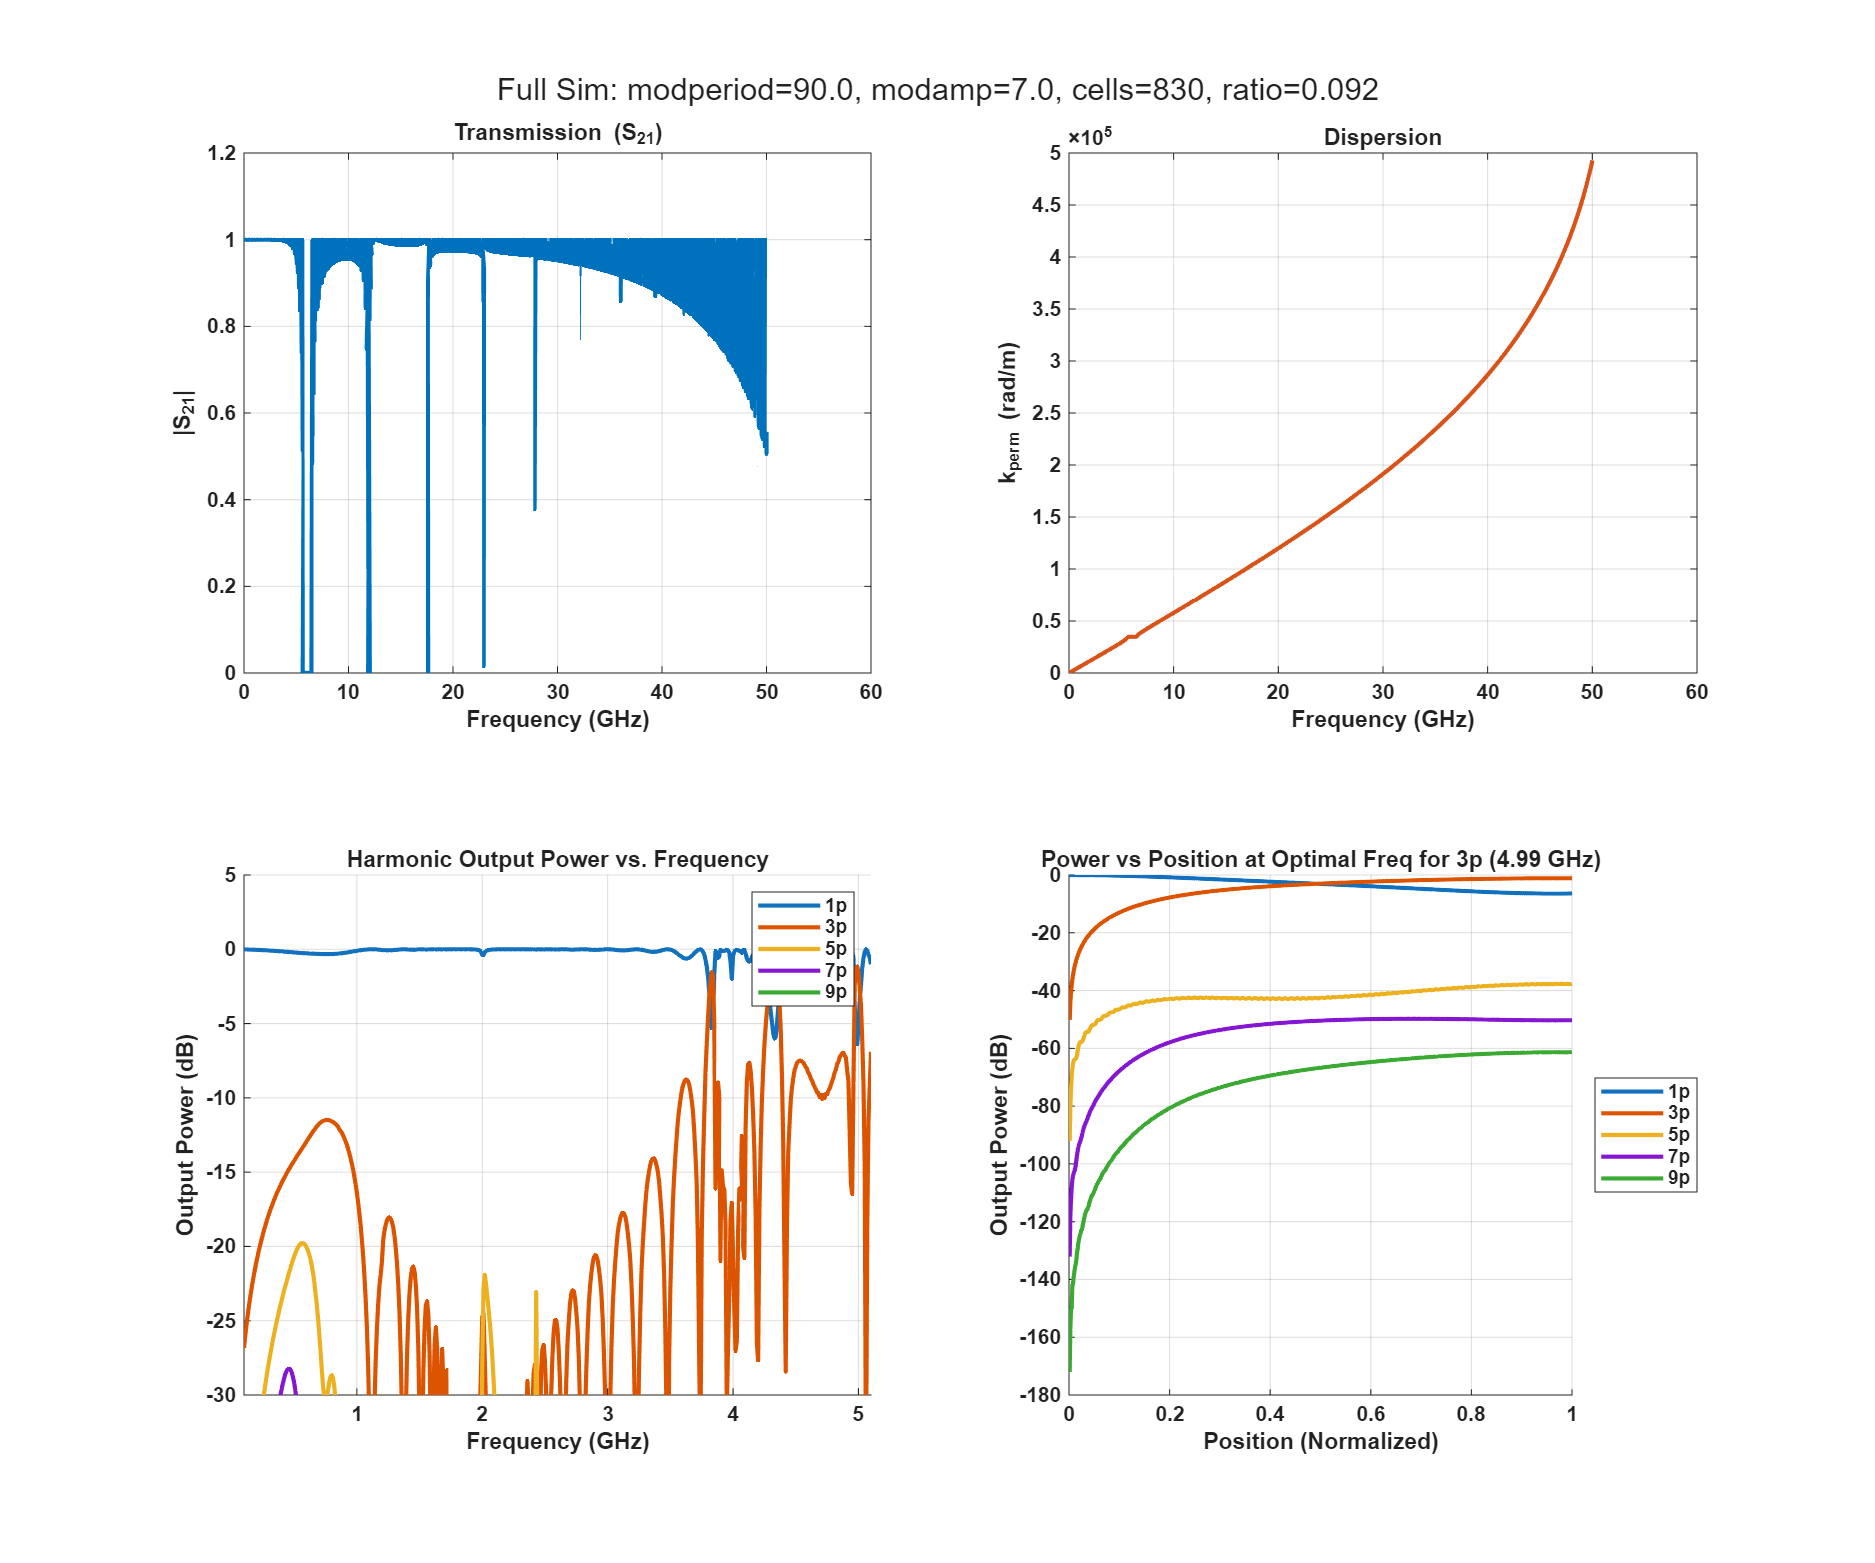 Full Sim: modperiod=90.0, modamp=7.0, cells=830, ratio=0.092
Transmission (S21)
1.2
1
0.8
0.6
0.4
0.2
0
|S21|
0 10 20 30 40 50 60
Frequency (GHz)
×10^5
Dispersion
5
4.5
4
3.5
3
2.5
2
1.5
1
0.5
0
kperm (rad/m)
0 10 20 30 40 50 60
Frequency (GHz)
Harmonic Output Power vs. Frequency
5
0
-5
-10
-15
-20
-25
-30
Output Power (dB)
1p
3p
5p
7p
9p
1 2 3 4 5
Frequency (GHz)
Power vs Position at Optimal Freq for 3p (4.99 GHz)
0
-20
-40
-60
-80
-100
-120
-140
-160
-180
Output Power (dB)
0 0.2 0.4 0.6 0.8 1
Position (Normalized)
1p
3p
5p
7p
9p